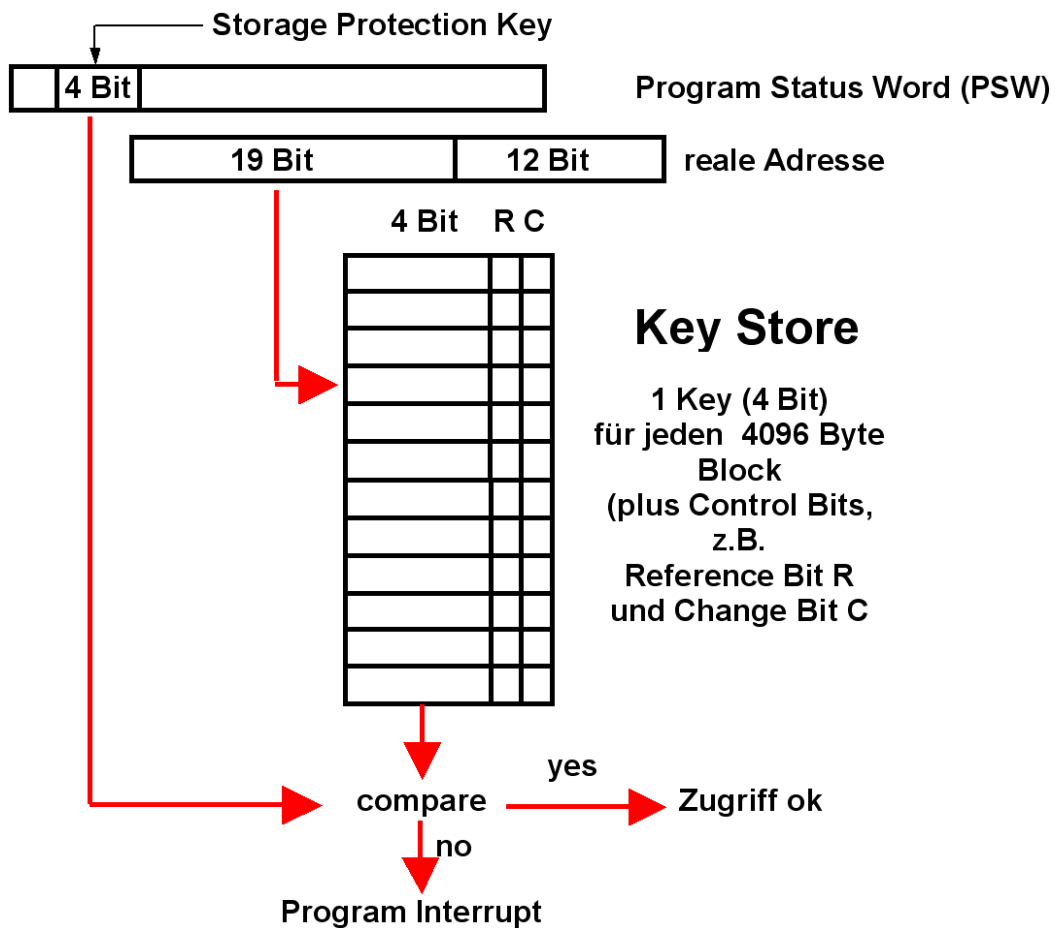 Storage Protection Key
4 Bit
Program Status Word (PSW)
19 Bit
12 Bit
reale Adresse
4 Bit
R C
Key Store
1 Key (4 Bit)
für jeden 4096 Byte
Block
(plus Control Bits,
z.B.
Reference Bit R
und Change Bit C
yes
compare
Zugriff ok
no
Program Interrupt